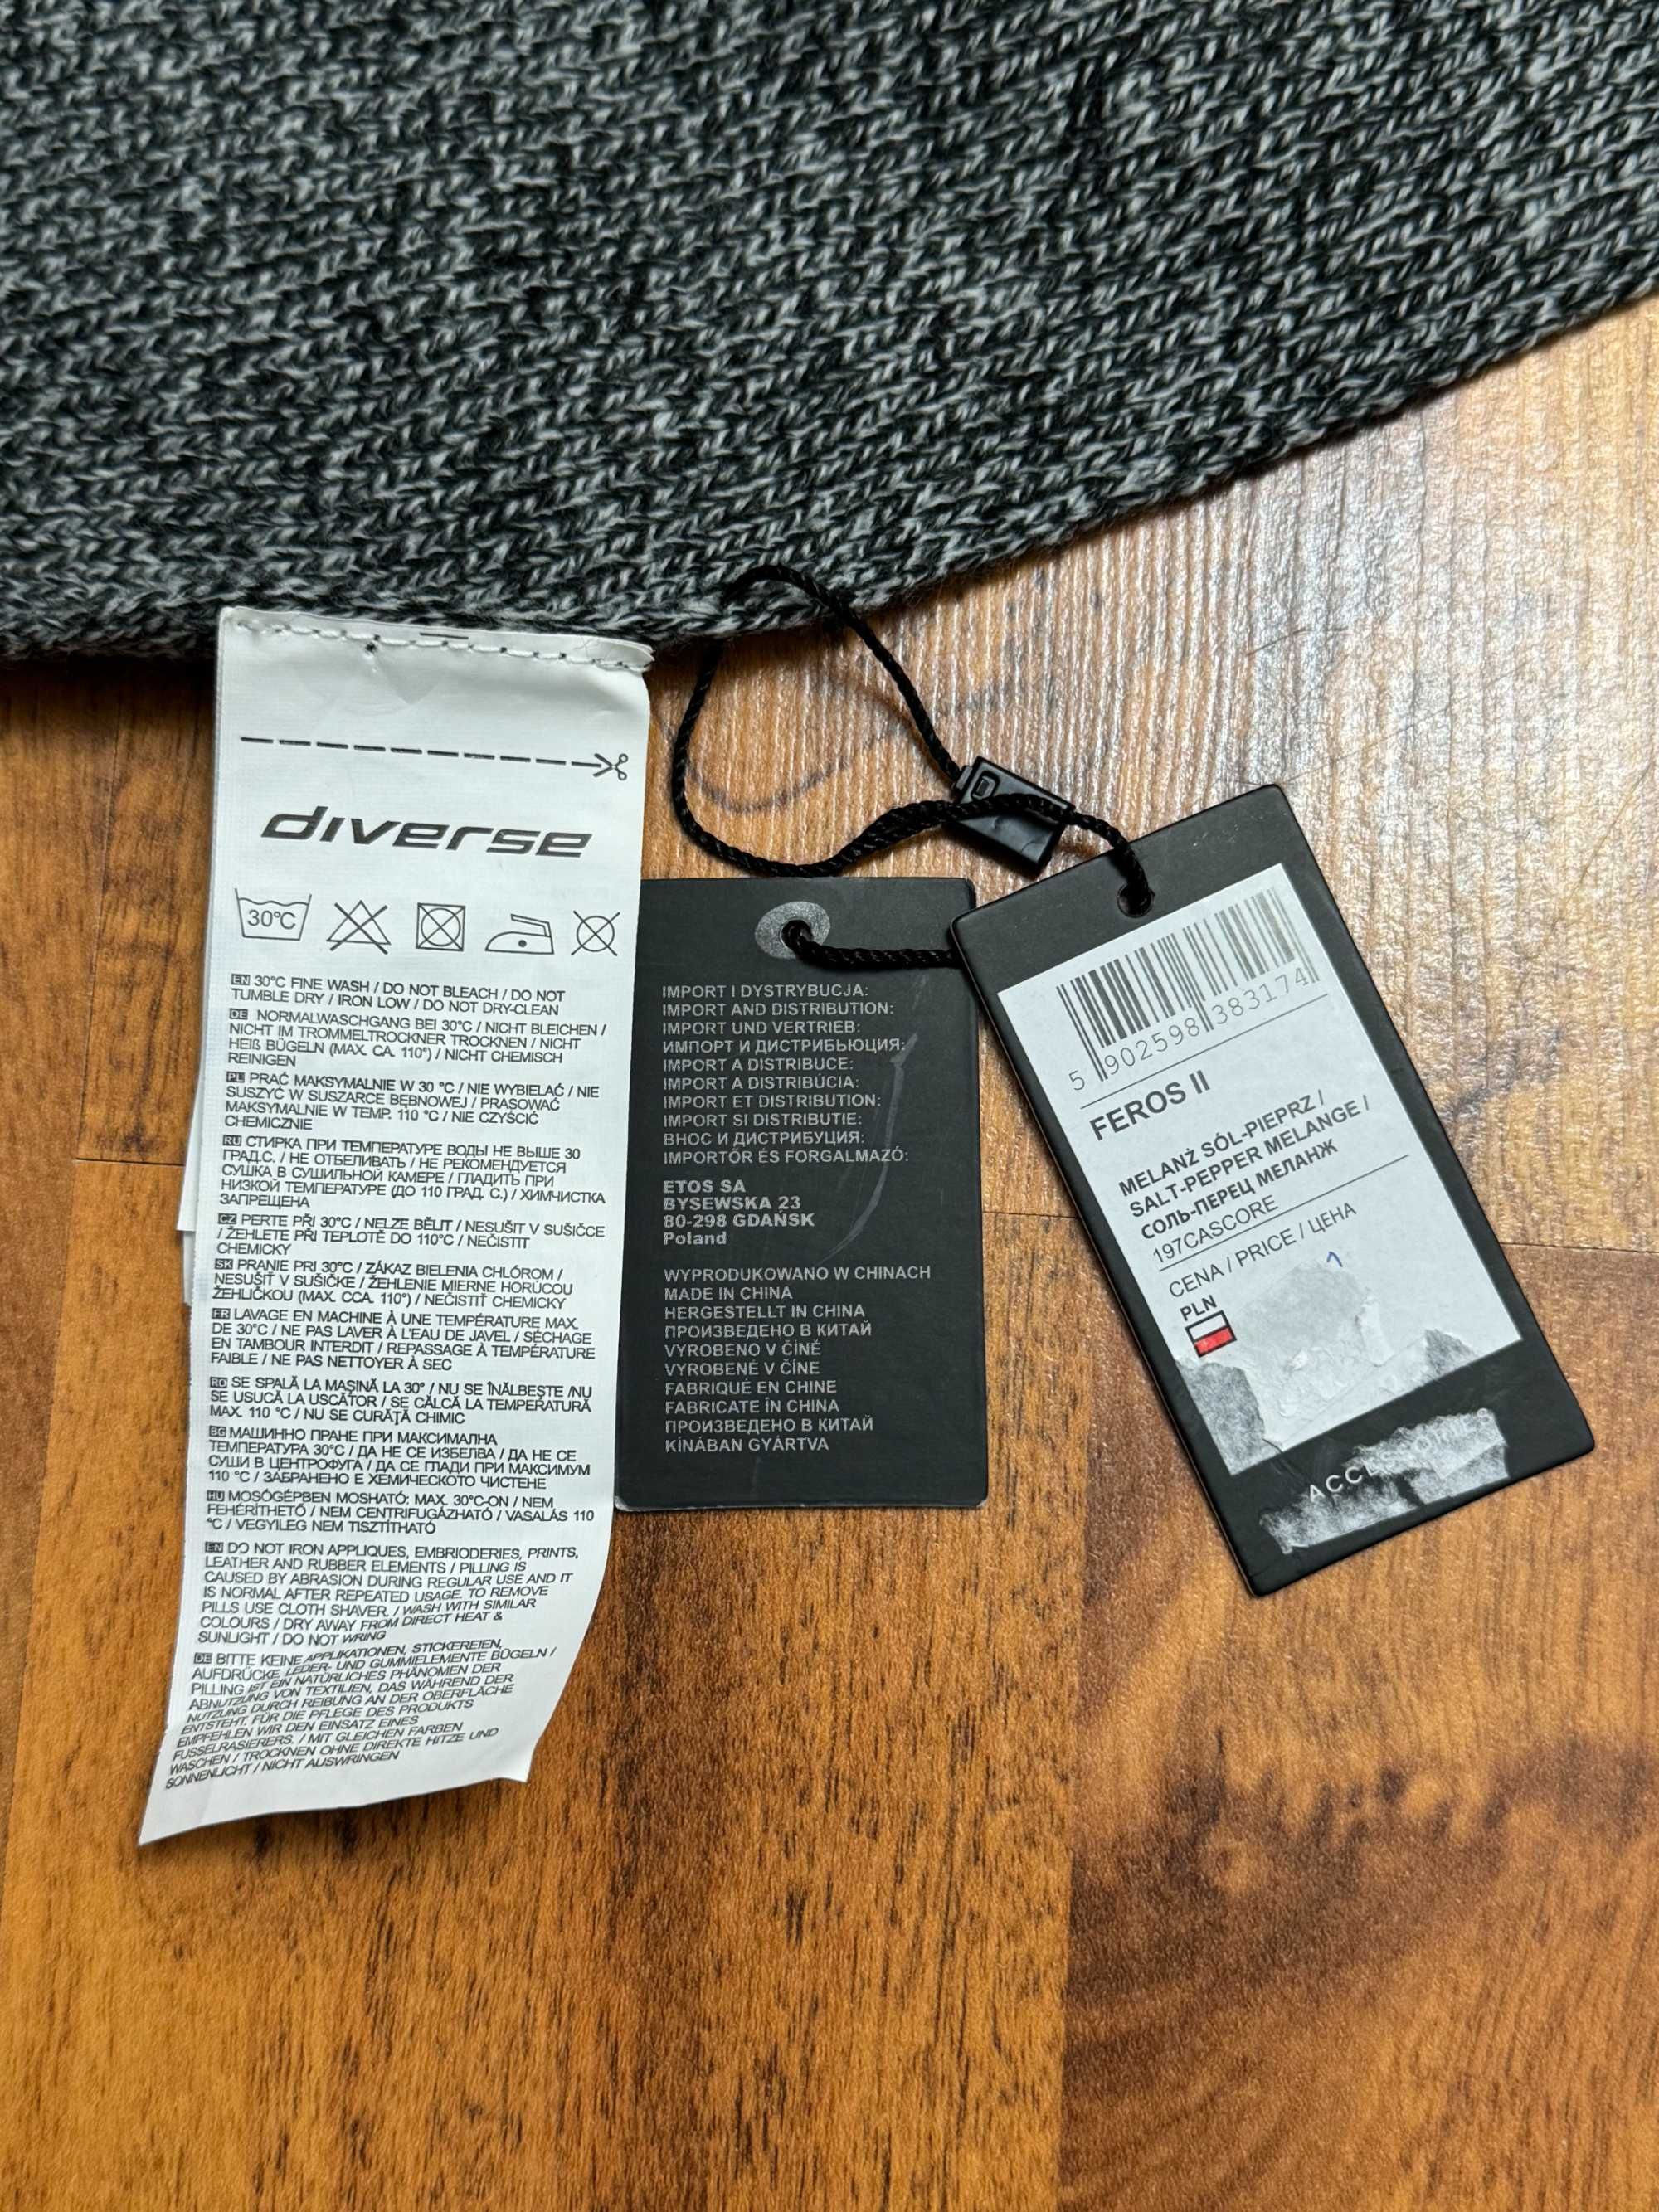 diverse
30°C
EN 30°C FINE WASH / DO NOT BLEACH / DO NOT
TUMBLE DRY / IRON LOW / DO NOT DRY-CLEAN
DE NORMALWASCHGANG BEI 30°C / NICHT BLEICHEN /
NICHT IM TROMMELTROCKNER TROCKNEN / NICHT
HEIß BÜGELN (MAX. CA. 110°) / NICHT CHEMISCH
REINIGEN
PL PRAĆ MAKSYMALNIE W 30 °C / NIE WYBIELAĆ / NIE
SUSZYĆ W SUSZARCE BĘBNOWEJ / PRASOWAĆ
MAKSYMALNIE W TEMP. 110 °C / NIE CZYŚCIĆ
CHEMICZNIE
RU СТИРКА ПРИ ТЕМПЕРАТУРЕ ВОДЫ НЕ ВЫШЕ 30
ГРАД.С. / НЕ ОТБЕЛИВАТЬ / НЕ РЕКОМЕНДУЕТСЯ
СУШКА В СУШИЛЬНОЙ КАМЕРЕ / ГЛАДИТЬ ПРИ
НИЗКОЙ ТЕМПЕРАТУРЕ (ДО 110 ГРАД. С.) / ХИМЧИСТКА
ЗАПРЕЩЕНА
CZ PERTE PŘI 30°C / NELZE BĚLIT / NESUŠIT V SUŠIČCE
/ ŽEHLETE PŘI TEPLOTĚ DO 110°C / NEČISTIT
CHEMICKY
SK PRANIE PRI 30°C / ZÁKAZ BIELENIA CHLÓROM /
NESUŠIŤ V SUŠIČKE / ŽEHLENIE MIERNE HORÚCOU
ŽEHLIČKOU (MAX. CCA. 110°) / NEČISTIŤ CHEMICKY
FR LAVAGE EN MACHINE À UNE TEMPÉRATURE MAX.
DE 30°C / NE PAS LAVER À L'EAU DE JAVEL / SÉCHAGE
EN TAMBOUR INTERDIT / REPASSAGE À TEMPÉRATURE
FAIBLE / NE PAS NETTOYER À SEC
RO SE SPALĂ LA MAŞINĂ LA 30° / NU SE ÎNĂLBEŞTE /NU
SE USUCĂ LA USCĂTOR / SE CĂLCĂ LA TEMPERATURĂ
MAX. 110 °C / NU SE CURĂŢĂ CHIMIC
BG МАШИННО ПРАНЕ ПРИ МАКСИМАЛНА
ТЕМПЕРАТУРА 30°C / ДА НЕ СЕ ИЗБЕЛВА / ДА НЕ СЕ
СУШИ В ЦЕНТРОФУГА / ДА СЕ ГЛАДИ ПРИ МАКСИМУМ
110 °C / ЗАБРАНЕНО Е ХЕМИЧЕСКОТО ЧИСТЕНЕ
HU MOSÓGÉPBEN MOSHATÓ: MAX. 30°C-ON / NEM
FEHÉRÍTHETŐ / NEM CENTRIFUGÁZHATÓ / VASALÁS 110
°C / VEGYILEG NEM TISZTÍTHATÓ
EN DO NOT IRON APPLIQUES, EMBRIODERIES, PRINTS,
LEATHER AND RUBBER ELEMENTS / PILLING IS
CAUSED BY ABRASION DURING REGULAR USE AND IT
IS NORMAL AFTER REPEATED USAGE. TO REMOVE
PILLS USE CLOTH SHAVER. / WASH WITH SIMILAR
COLOURS / DRY AWAY FROM DIRECT HEAT &
SUNLIGHT / DO NOT WRING
DE BITTE KEINE APPLIKATIONEN, STICKEREIEN,
AUFDRÜCKE, LEDER- UND GUMMIELEMENTE BÜGELN /
PILLING IST EIN NATÜRLICHES PHÄNOMEN DER
ABNUTZUNG VON TEXTILIEN, DAS WÄHREND DER
NUTZUNG DURCH REIBUNG AN DER OBERFLÄCHE
ENTSTEHT. FÜR DIE PFLEGE DES PRODUKTS
EMPFEHLEN WIR DEN EINSATZ EINES
FUSSELRASIERERS. / MIT GLEICHEN FARBEN
WASCHEN / TROCKNEN OHNE DIREKTE HITZE UND
SONNENLICHT / NICHT AUSWRINGEN
IMPORT I DYSTRYBUCJA:
IMPORT AND DISTRIBUTION:
IMPORT UND VERTRIEB:
ИМПОРТ И ДИСТРИБЬЮЦИЯ:
IMPORT A DISTRIBUCE:
IMPORT A DISTRIBÚCIA:
IMPORT ET DISTRIBUTION:
IMPORT SI DISTRIBUTIE:
ВНОС И ДИСТРИБУЦИЯ:
IMPORTŐR ÉS FORGALMAZÓ:
ETOS SA
BYSEWSKA 23
80-298 GDAŃSK
Poland
WYPRODUKOWANO W CHINACH
MADE IN CHINA
HERGESTELLT IN CHINA
ПРОИЗВЕДЕНО В КИТАЙ
VYROBENO V ČÍNĚ
VYROBENÉ V ČÍNE
FABRIQUÉ EN CHINE
FABRICATE ÎN CHINA
ПРОИЗВЕДЕНО В КИТАЙ
KÍNÁBAN GYÁRTVA
5 902598 383174
FEROS II
MELANŻ SÓL-PIEPRZ /
SALT-PEPPER MELANGE /
СОЛЬ-ПЕРЕЦ МЕЛАНЖ
197CASCORE
CENA / PRICE / ЦЕНА
PLN